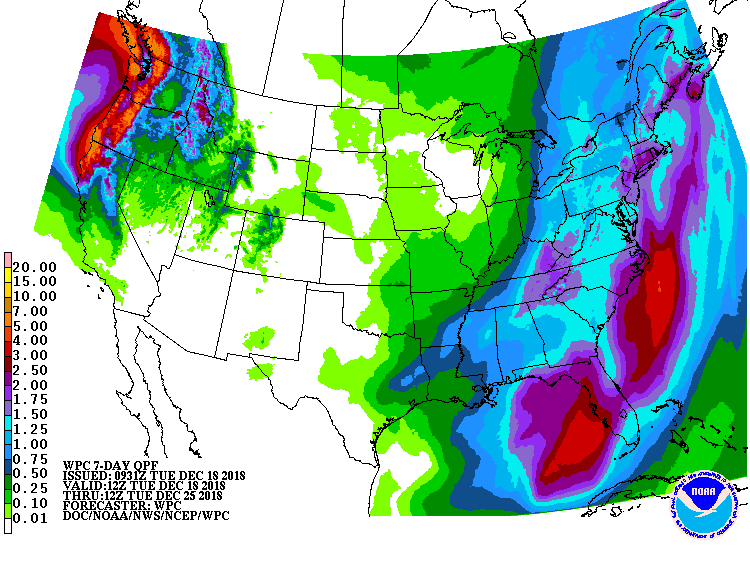 20.00
15.00
10.00
7.00
5.00
4.00
3.00
2.50
2.00
1.75
1.50
1.25
1.00
0.75
0.50
0.25
0.10
0.01
WPC 7-DAY QPF
ISSUED: 0931Z TUE DEC 18 2018
VALID:12Z TUE DEC 18 2018
THRU:12Z TUE DEC 25 2018
FORECASTER: WPC
DOC/NOAA/NWS/NCEP/WPC
NOAA